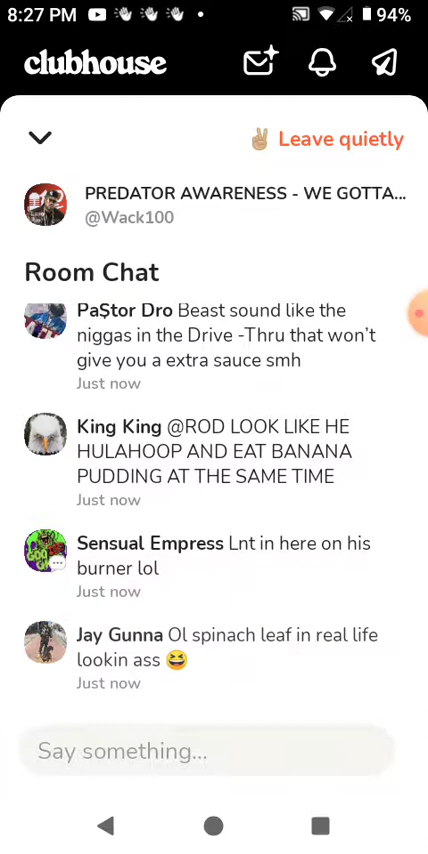 8:27 PM
94%
clubhouse
✌🏼 Leave quietly
PREDATOR AWARENESS - WE GOTTA...
@Wack100
Room Chat
Pa$tor Dro Beast sound like the
niggas in the Drive -Thru that won't
give you a extra sauce smh
Just now
King King @ROD LOOK LIKE HE
HULAHOOP AND EAT BANANA
PUDDING AT THE SAME TIME
Just now
Sensual Empress Lnt in here on his
burner lol
Just now
Jay Gunna Ol spinach leaf in real life
lookin ass 😆
Just now
Say something...